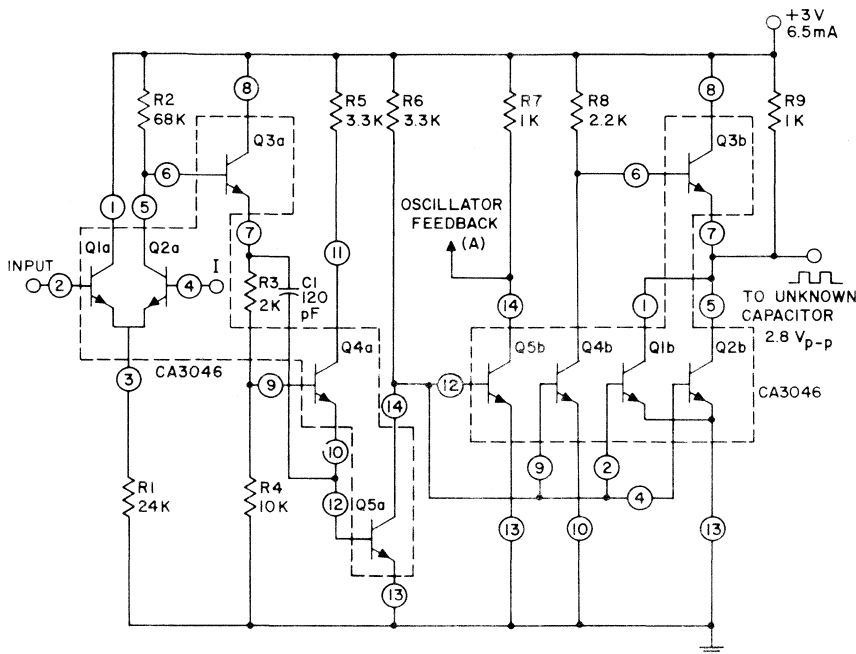 +3V
6.5mA
R2
68K
8
Q3a
R5
3.3K
R6
3.3K
R7
1K
R8
2.2K
8
Q3b
R9
1K
6
6
1
5
Q1a
Q2a
7
OSCILLATOR
FEEDBACK
(A)
7
INPUT
2
4
I
11
R3
2K
C1
120
pF
14
1
5
TO UNKNOWN
CAPACITOR
2.8 Vp-p
3
CA3046
Q4a
9
14
Q5b
Q4b
Q1b
Q2b
12
CA3046
10
9
2
R1
24K
R4
10K
12
Q5a
4
13
10
13
13